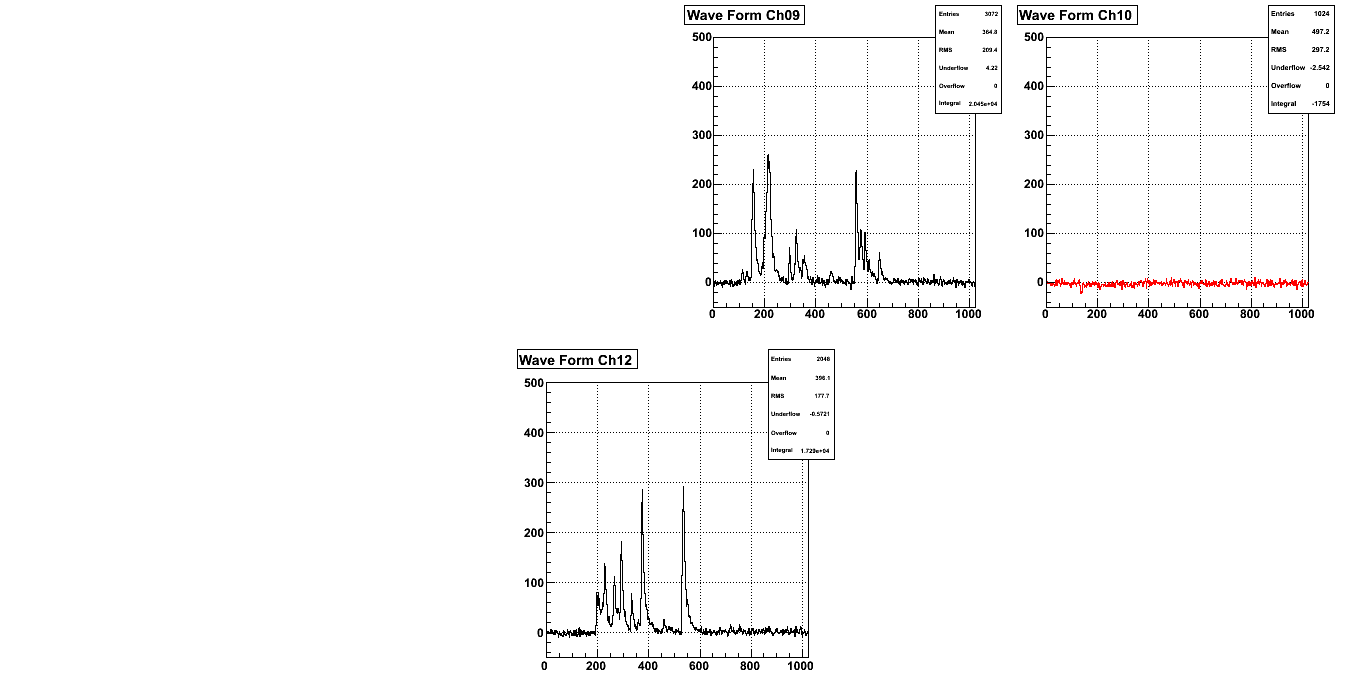 Wave Form Ch09
Entries 3072
Mean 364.8
RMS 209.4
Underflow 4.22
Overflow 0
Integral 2.045e+04
500
400
300
200
100
0
0 200 400 600 800 1000
Wave Form Ch10
Entries 1024
Mean 497.2
RMS 297.2
Underflow -2.542
Overflow 0
Integral -1754
500
400
300
200
100
0
0 200 400 600 800 1000
Wave Form Ch12
Entries 2048
Mean 396.1
RMS 177.7
Underflow -0.5721
Overflow 0
Integral 1.729e+04
500
400
300
200
100
0
0 200 400 600 800 1000